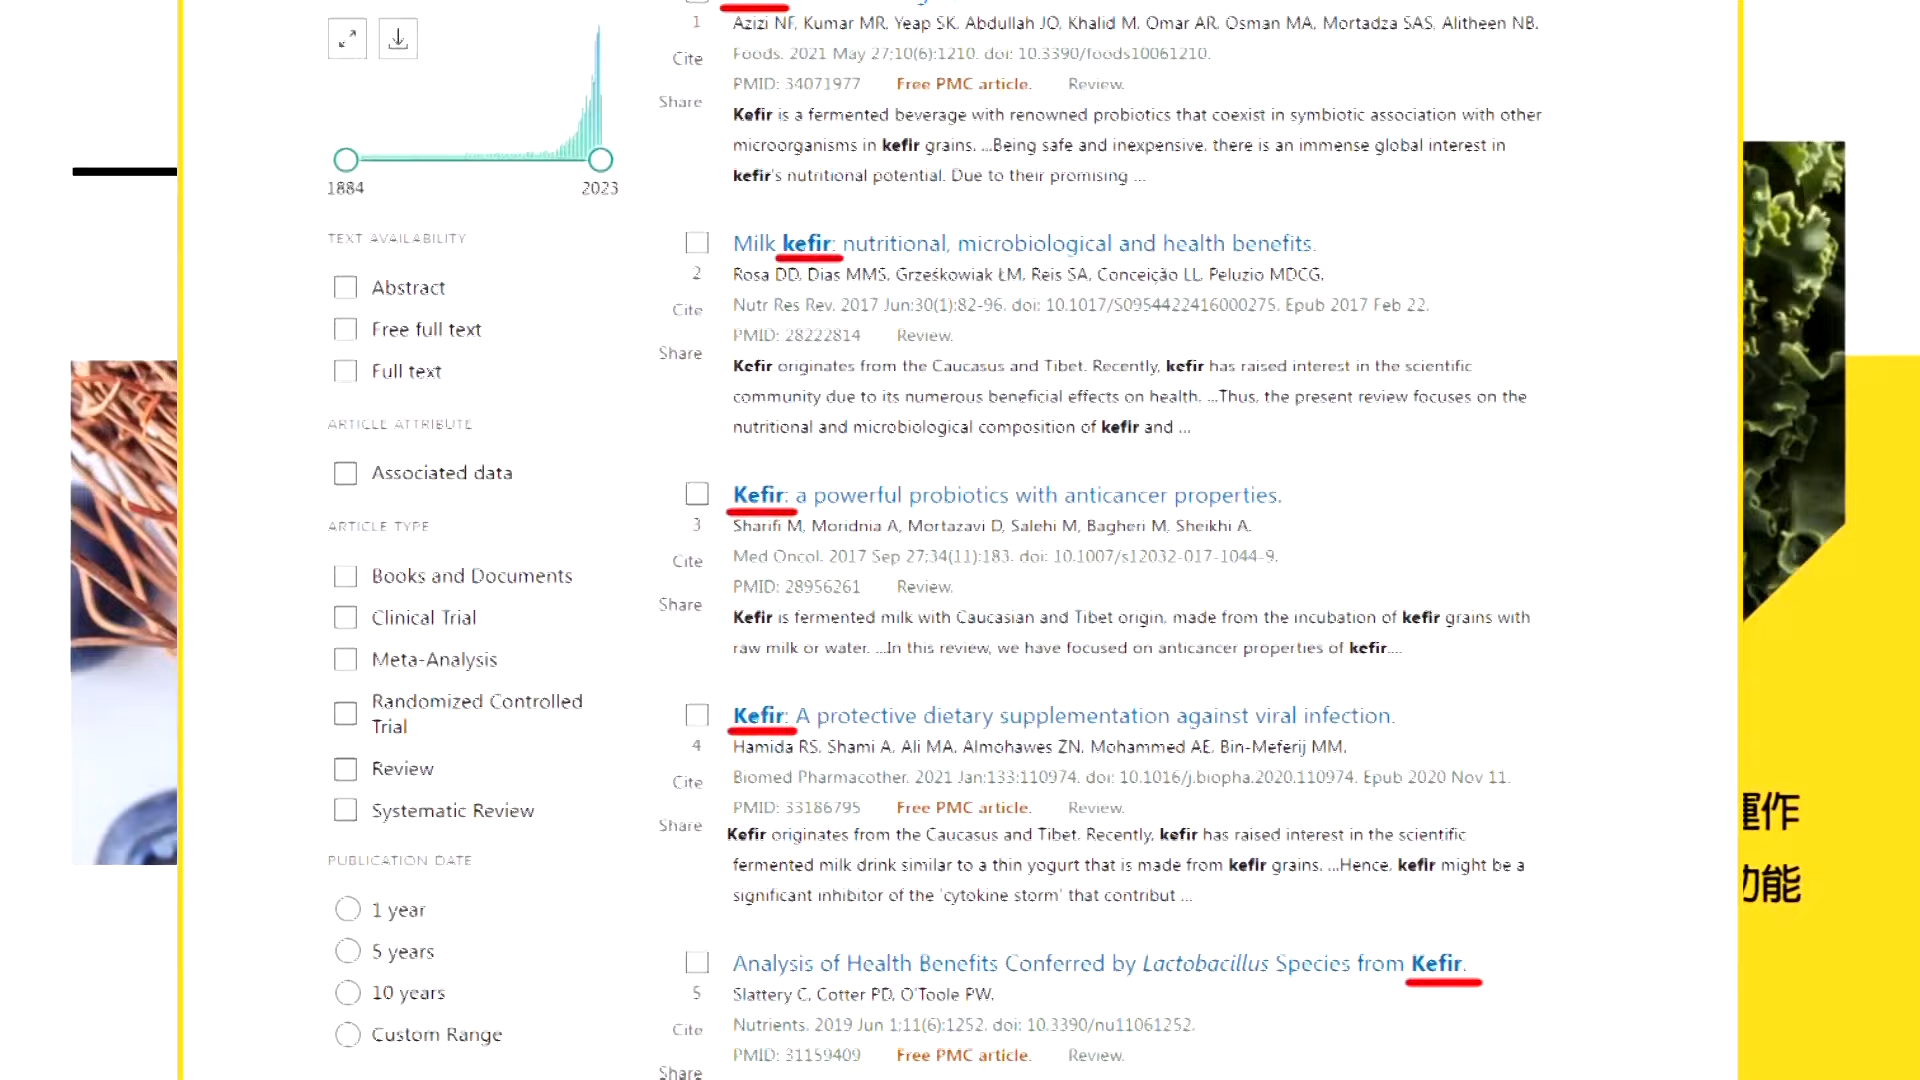 1884
2023
TEXT AVAILABILITY
Abstract
Free full text
Full text
ARTICLE ATTRIBUTE
Associated data
ARTICLE TYPE
Books and Documents
Clinical Trial
Meta-Analysis
Randomized Controlled
Trial
Review
Systematic Review
PUBLICATION DATE
1 year
5 years
10 years
Custom Range
1
Cite
Share
Azizi NF, Kumar MR, Yeap SK, Abdullah JO, Khalid M, Omar AR, Osman MA, Mortadza SAS, Alitheen NB.
Foods. 2021 May 27;10(6):1210. doi: 10.3390/foods10061210.
PMID: 34071977 Free PMC article. Review.
Kefir is a fermented beverage with renowned probiotics that coexist in symbiotic association with other
microorganisms in kefir grains. ...Being safe and inexpensive, there is an immense global interest in
kefir's nutritional potential. Due to their promising ...
Milk kefir: nutritional, microbiological and health benefits.
2
Cite
Share
Rosa DD, Dias MMS, Grześkowiak ŁM, Reis SA, Conceição LL, Peluzio MDCG.
Nutr Res Rev. 2017 Jun;30(1):82-96. doi: 10.1017/S0954422416000275. Epub 2017 Feb 22.
PMID: 28222814 Review.
Kefir originates from the Caucasus and Tibet. Recently, kefir has raised interest in the scientific
community due to its numerous beneficial effects on health. ...Thus, the present review focuses on the
nutritional and microbiological composition of kefir and ...
Kefir: a powerful probiotics with anticancer properties.
3
Cite
Share
Sharifi M, Moridnia A, Mortazavi D, Salehi M, Bagheri M, Sheikhi A.
Med Oncol. 2017 Sep 27;34(11):183. doi: 10.1007/s12032-017-1044-9.
PMID: 28956261 Review.
Kefir is fermented milk with Caucasian and Tibet origin, made from the incubation of kefir grains with
raw milk or water. ...In this review, we have focused on anticancer properties of kefir....
Kefir: A protective dietary supplementation against viral infection.
4
Cite
Share
Hamida RS, Shami A, Ali MA, Almohawes ZN, Mohammed AE, Bin-Meferij MM.
Biomed Pharmacother. 2021 Jan;133:110974. doi: 10.1016/j.biopha.2020.110974. Epub 2020 Nov 11.
PMID: 33186795 Free PMC article. Review.
Kefir originates from the Caucasus and Tibet. Recently, kefir has raised interest in the scientific
fermented milk drink similar to a thin yogurt that is made from kefir grains. ...Hence, kefir might be a
significant inhibitor of the 'cytokine storm' that contribut ...
Analysis of Health Benefits Conferred by Lactobacillus Species from Kefir.
5
Cite
Share
Slattery C, Cotter PD, O'Toole PW.
Nutrients. 2019 Jun 1;11(6):1252. doi: 10.3390/nu11061252.
PMID: 31159409 Free PMC article. Review.
運作
功能